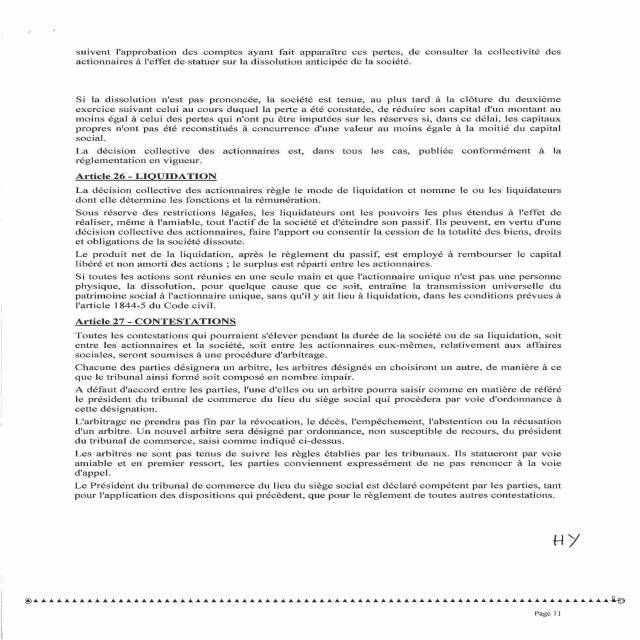 suivent l'approbation des comptes ayant fait apparaître ces pertes, de consulter la collectivité des
actionnaires à l'effet de statuer sur la dissolution anticipée de la société.
Si la dissolution n'est pas prononcée, la société est tenue, au plus tard à la clôture du deuxième
exercice suivant celui au cours duquel la perte a été constatée, de réduire son capital d'un montant au
moins égal à celui des pertes qui n'ont pu être imputées sur les réserves si, dans ce délai, les capitaux
propres n'ont pas été reconstitués à concurrence d'une valeur au moins égale à la moitié du capital
social.
La décision collective des actionnaires est, dans tous les cas, publiée conformément à la
réglementation en vigueur.
Article 26 - LIQUIDATION
La décision collective des actionnaires règle le mode de liquidation et nomme le ou les liquidateurs
dont elle détermine les fonctions et la rémunération.
Sous réserve des restrictions légales, les liquidateurs ont les pouvoirs les plus étendus à l'effet de
réaliser, même à l'amiable, tout l'actif de la société et d'éteindre son passif. Ils peuvent, en vertu d'une
décision collective des actionnaires, faire l'apport ou consentir la cession de la totalité des biens, droits
et obligations de la société dissoute.
Le produit net de la liquidation, après le règlement du passif, est employé à rembourser le capital
libéré et non amorti des actions ; le surplus est réparti entre les actionnaires.
Si toutes les actions sont réunies en une seule main et que l'actionnaire unique n'est pas une personne
physique, la dissolution, pour quelque cause que ce soit, entraîne la transmission universelle du
patrimoine social à l'actionnaire unique, sans qu'il y ait lieu à liquidation, dans les conditions prévues à
l'article 1844-5 du Code civil.
Article 27 - CONTESTATIONS
Toutes les contestations qui pourraient s'élever pendant la durée de la société ou de sa liquidation, soit
entre les actionnaires et la société, soit entre les actionnaires eux-mêmes, relativement aux affaires
sociales, seront soumises à une procédure d'arbitrage.
Chacune des parties désignera un arbitre, les arbitres désignés en choisiront un autre, de manière à ce
que le tribunal ainsi formé soit composé en nombre impair.
A défaut d'accord entre les parties, l'une d'elles ou un arbitre pourra saisir comme en matière de référé
le président du tribunal de commerce du lieu du siège social qui procèdera par voie d'ordonnance à
cette désignation.
L'arbitrage ne prendra pas fin par la révocation, le décès, l'empêchement, l'abstention ou la récusation
d'un arbitre. Un nouvel arbitre sera désigné par ordonnance, non susceptible de recours, du président
du tribunal de commerce, saisi comme indiqué ci-dessus.
Les arbitres ne sont pas tenus de suivre les règles établies par les tribunaux. Ils statueront par voie
amiable et en premier ressort, les parties conviennent expressément de ne pas renoncer à la voie
d'appel.
Le Président du tribunal de commerce du lieu du siège social est déclaré compétent par les parties, tant
pour l'application des dispositions qui précèdent, que pour le règlement de toutes autres contestations.
HY
Page 11